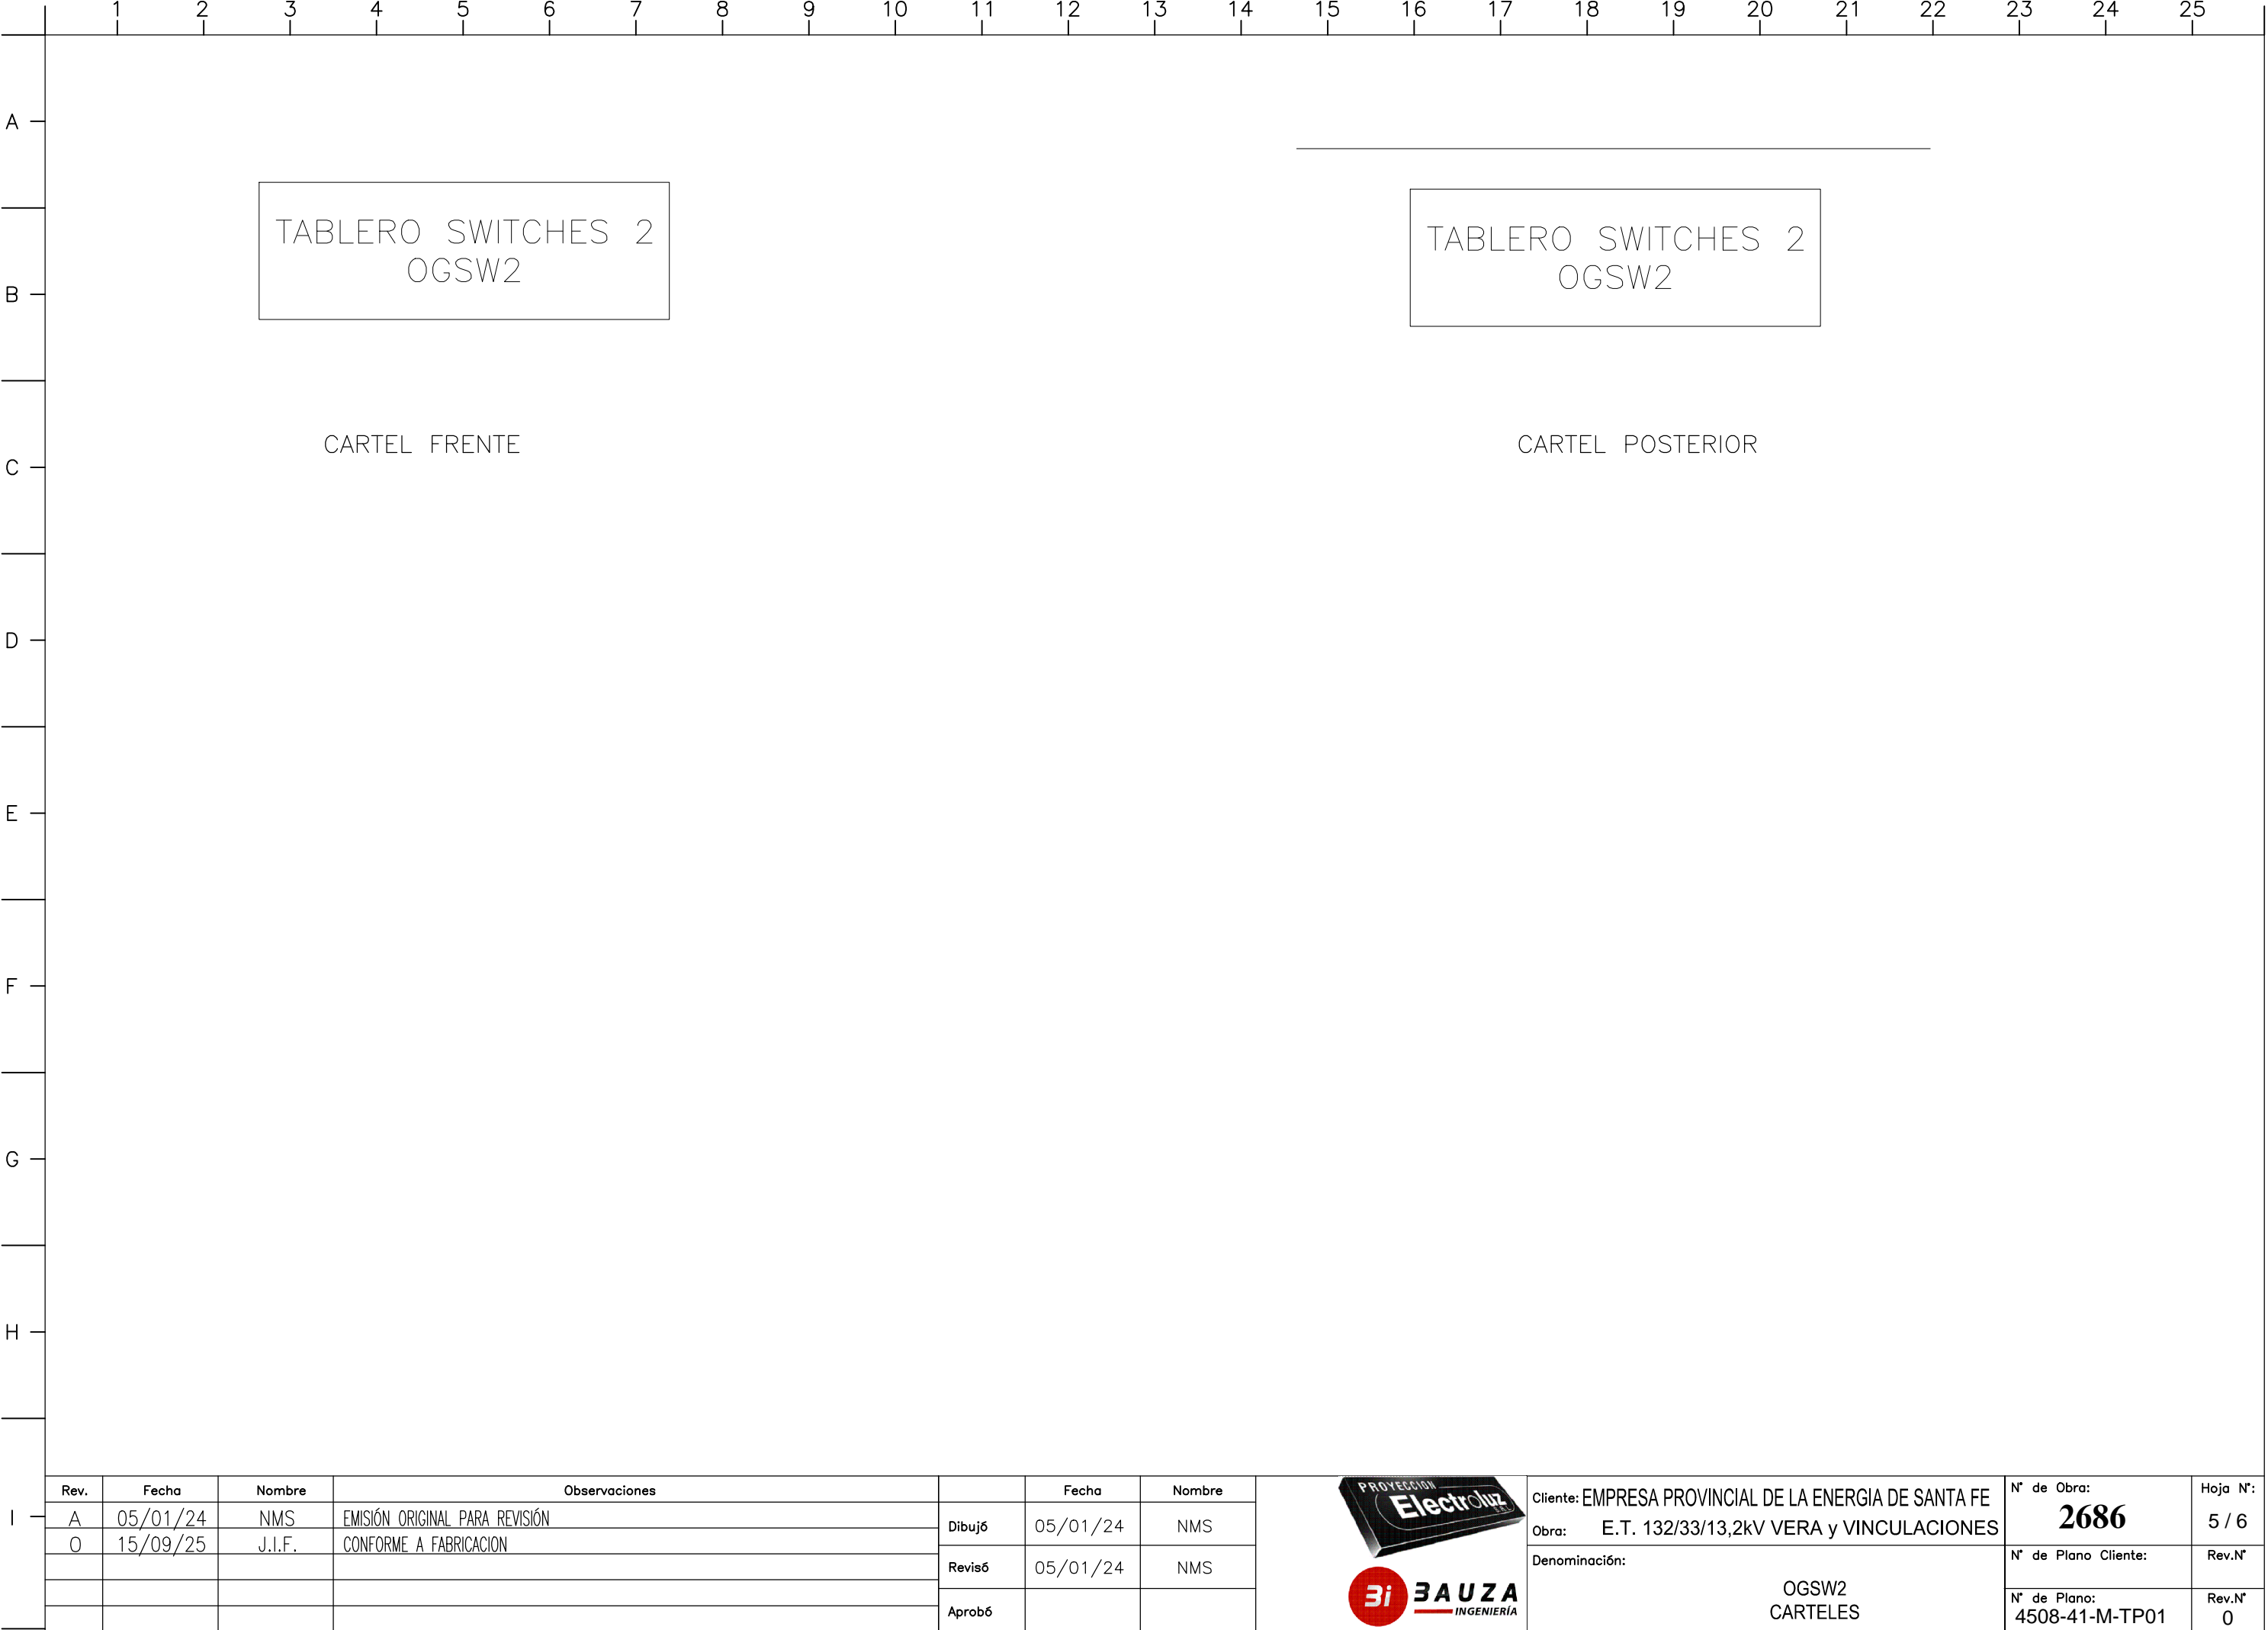 1 2 3 4 5 6 7 8 9 10 11 12 13 14 15 16 17 18 19 20 21 22 23 24 25
A
B
C
D
E
F
G
H
I
TABLERO SWITCHES 2
OGSW2
CARTEL FRENTE
TABLERO SWITCHES 2
OGSW2
CARTEL POSTERIOR
Rev. Fecha Nombre Observaciones
A 05/01/24 NMS EMISIÓN ORIGINAL PARA REVISIÓN
0 15/09/25 J.I.F. CONFORME A FABRICACION
Fecha Nombre
Dibujó 05/01/24 NMS
Revisó 05/01/24 NMS
Aprobó
PROYECCION
Electroluz
S.R.L.
3i BAUZA
INGENIERÍA
Cliente: EMPRESA PROVINCIAL DE LA ENERGIA DE SANTA FE
Obra: E.T. 132/33/13,2kV VERA y VINCULACIONES
Denominación:
OGSW2
CARTELES
N° de Obra:
2686
Hoja N°:
5 / 6
N° de Plano Cliente:
Rev.N°
N° de Plano:
4508-41-M-TP01
Rev.N°
0